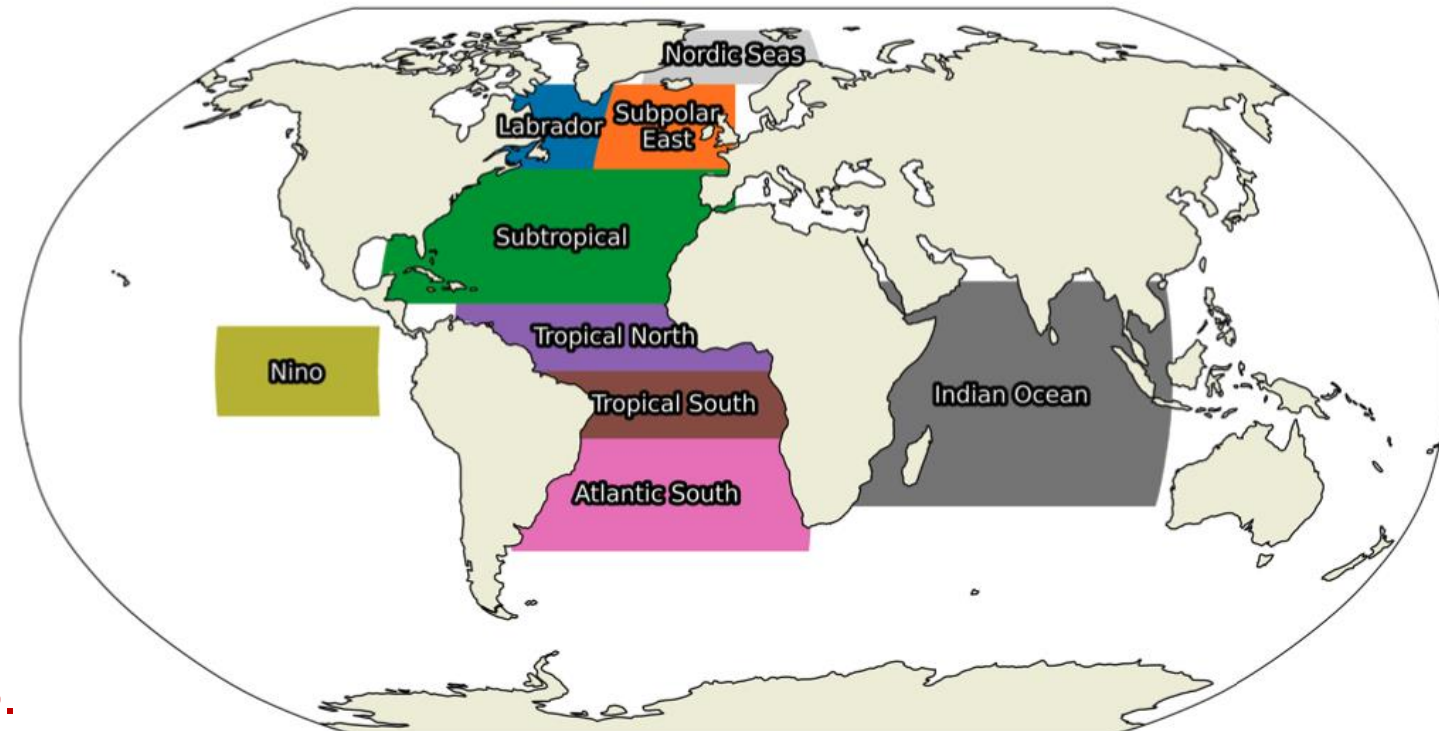 Nordic Seas
Labrador
Subpolar
East
Subtropical
Tropical North
Nino
Tropical South
Indian Ocean
Atlantic South